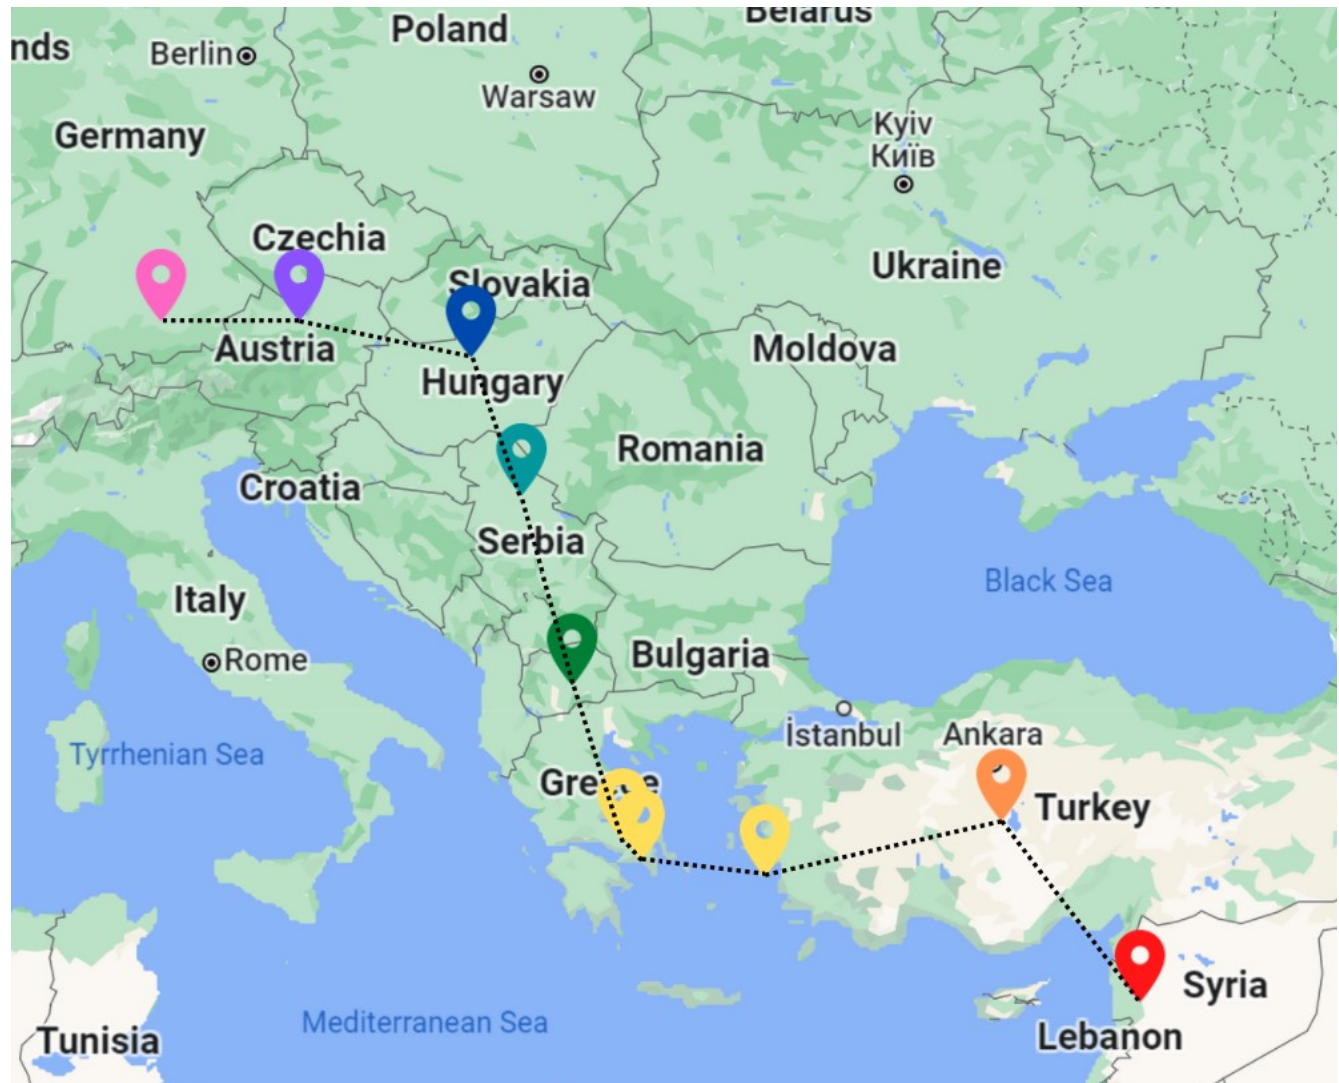 Belarus
nds
Berlin
Poland
Warsaw
Germany
Kyiv
Київ
Czechia
Ukraine
Slovakia
Austria
Moldova
Hungary
Romania
Croatia
Serbia
Black Sea
Italy
Rome
Bulgaria
İstanbul
Ankara
Tyrrhenian Sea
Greece
Turkey
Syria
Mediterranean Sea
Lebanon
Tunisia